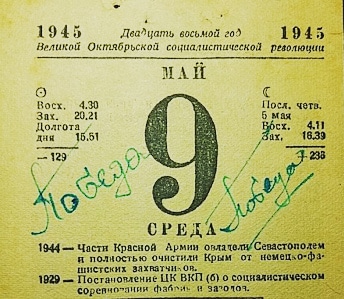 1945 Двадцать восьмой год 1945
Великой Октябрьской социалистической революции
МАЙ
Восх. 4.30
Зах. 20.21
Долгота
дня 15.51
— 129
9
Посл. четв.
5 мая
Восх. 4.11
Зах. 16.39
— 236
Победа
Победа
СРЕДА
1944 — Части Красной Армии овладели Севастополем
и полностью очистили Крым от немецко-фа-
шистских захватчиков.
1929 — Постановление ЦК ВКП (б) о социалистическом
соревновании фабрик и заводов.